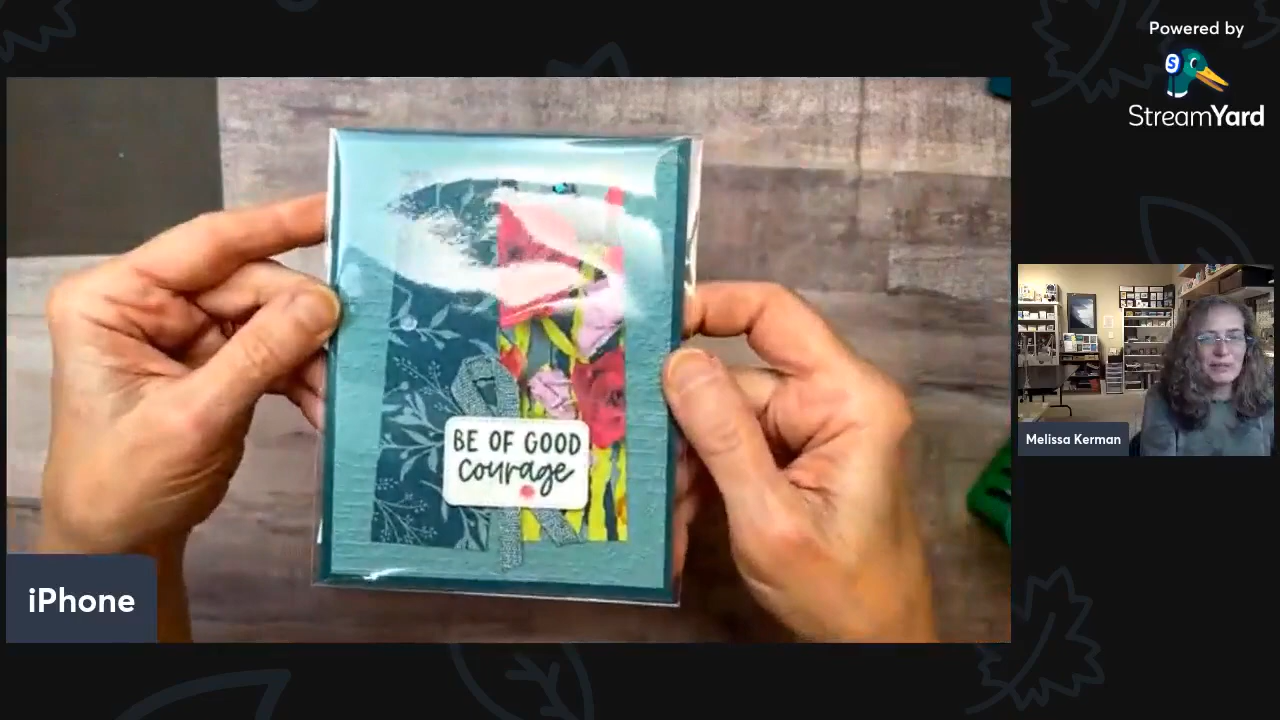 Powered by
S
StreamYard
BE OF GOOD
courage
Melissa Kerman
iPhone